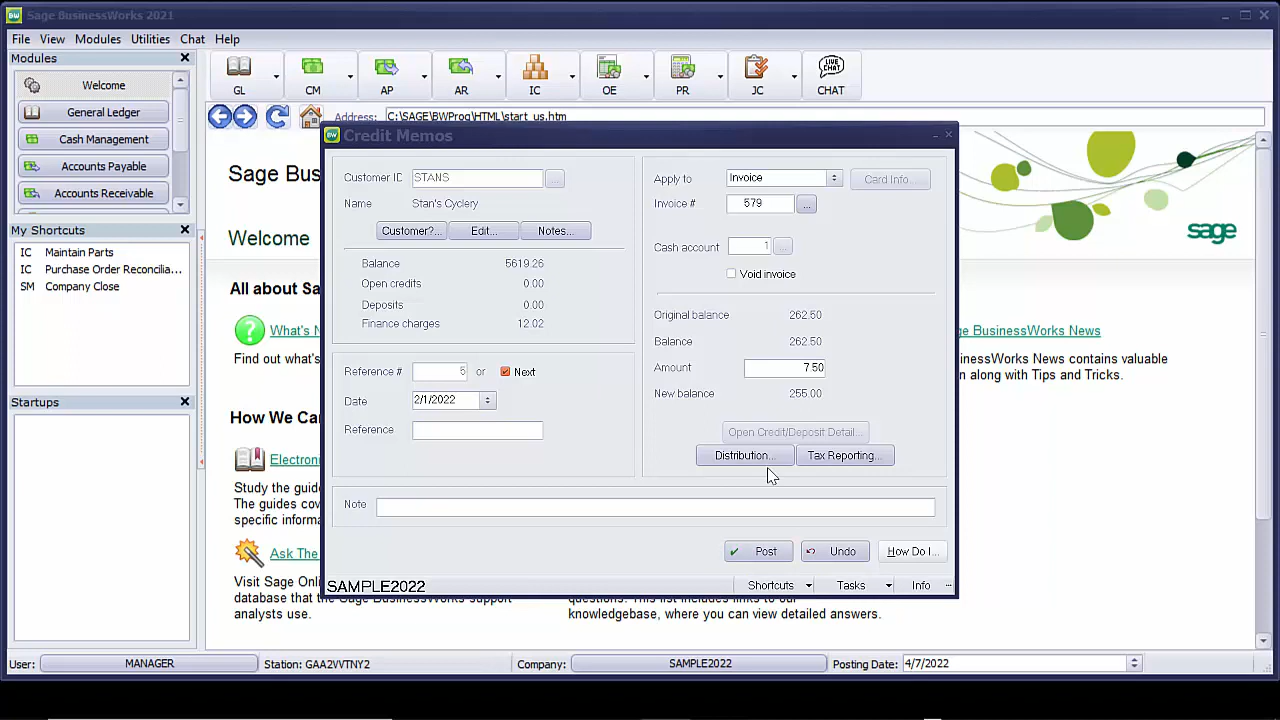 BW Sage BusinessWorks 2021
File View Modules Utilities Chat Help
Modules
Welcome
General Ledger
Cash Management
Accounts Payable
Accounts Receivable
My Shortcuts
IC Maintain Parts
IC Purchase Order Reconcilia...
SM Company Close
Startups
GL CM AP AR IC OE PR JC CHAT
LIVE CHAT
Address: C:\SAGE\BWProg\HTML\start_us.htm
Sage Bus
Welcome
sage
All about Sa
What's N
Find out what's
ge BusinessWorks News
inessWorks News contains valuable
n along with Tips and Tricks.
How We Ca
Electron
Study the guide
The guides cov
specific informa
Ask The
Visit Sage Onli
database that the Sage BusinessWorks support
analysts use.
questions. This list includes links to our
knowledgebase, where you can view detailed answers.
BW Credit Memos
Customer ID STANS ...
Name Stan's Cyclery
Customer?... Edit... Notes...
Balance 5619.26
Open credits 0.00
Deposits 0.00
Finance charges 12.02
Reference # 5 or Next
Date 2/1/2022
Reference
Apply to Invoice Card Info...
Invoice # 579 ...
Cash account 1 ...
Void invoice
Original balance 262.50
Balance 262.50
Amount 7.50
New balance 255.00
Open Credit/Deposit Detail...
Distribution... Tax Reporting...
Note
Post Undo How Do I...
SAMPLE2022 Shortcuts Tasks Info
User: MANAGER Station: GAA2VVTNY2 Company: SAMPLE2022 Posting Date: 4/7/2022